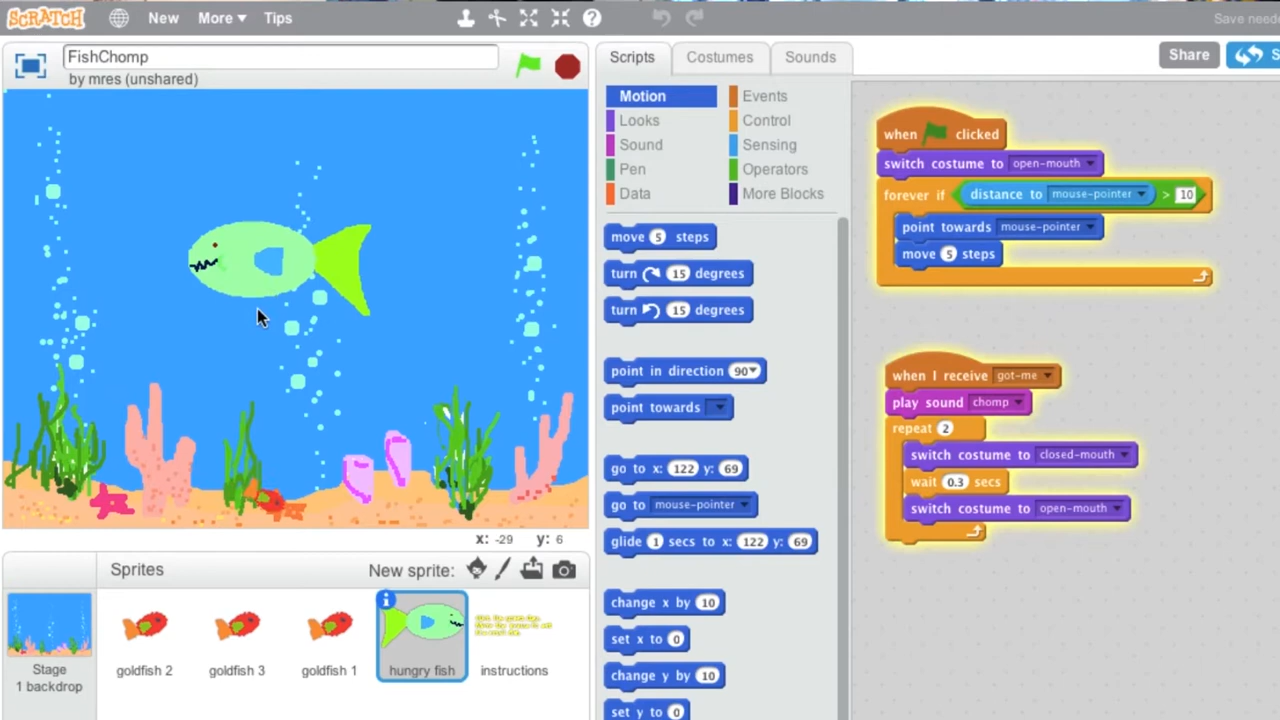 SCRATCH New More Tips Save neede
FishChomp
by mres (unshared)
Scripts Costumes Sounds
Share S
Motion Events
Looks Control
Sound Sensing
Pen Operators
Data More Blocks
move 5 steps
turn 15 degrees
turn 15 degrees
point in direction 90
point towards
go to x: 122 y: 69
go to mouse-pointer
glide 1 secs to x: 122 y: 69
change x by 10
set x to 0
change y by 10
set y to 0
when clicked
switch costume to open-mouth
forever if distance to mouse-pointer > 10
point towards mouse-pointer
move 5 steps
when I receive got-me
play sound chomp
repeat 2
switch costume to closed-mouth
wait 0.3 secs
switch costume to open-mouth
x: -29 y: 6
Sprites New sprite:
Stage
1 backdrop
goldfish 2
goldfish 3
goldfish 1
hungry fish
instructions